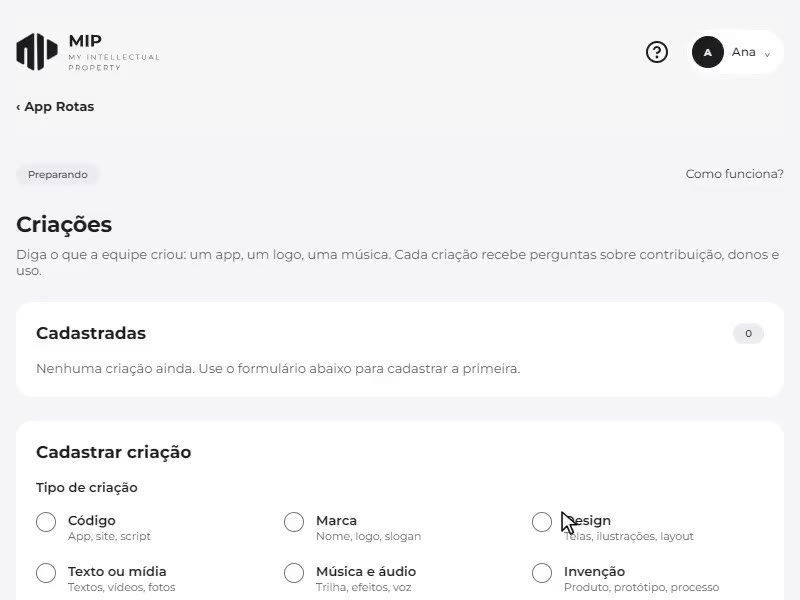 MIP
MY INTELLECTUAL
PROPERTY
?
A
Ana
‹ App Rotas
Preparando
Como funciona?
Criações
Diga o que a equipe criou: um app, um logo, uma música. Cada criação recebe perguntas sobre contribuição, donos e
uso.
Cadastradas
0
Nenhuma criação ainda. Use o formulário abaixo para cadastrar a primeira.
Cadastrar criação
Tipo de criação
Código
App, site, script
Marca
Nome, logo, slogan
Design
Telas, ilustrações, layout
Texto ou mídia
Textos, vídeos, fotos
Música e áudio
Trilha, efeitos, voz
Invenção
Produto, protótipo, processo